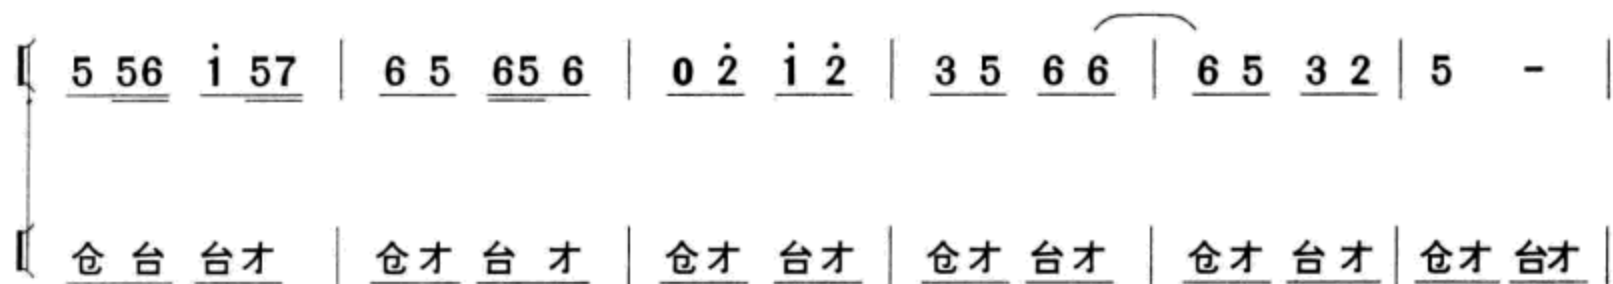 5 56 i̇ 57 | 6 5 65 6 | 0 2̇ i̇ 2̇ | 3 5 6 6 | 6 5 3 2 | 5 - |
仓 台 台才 | 仓才 台 才 | 仓才 台才 | 仓才 台才 | 仓才 台才 | 仓才 台才 |